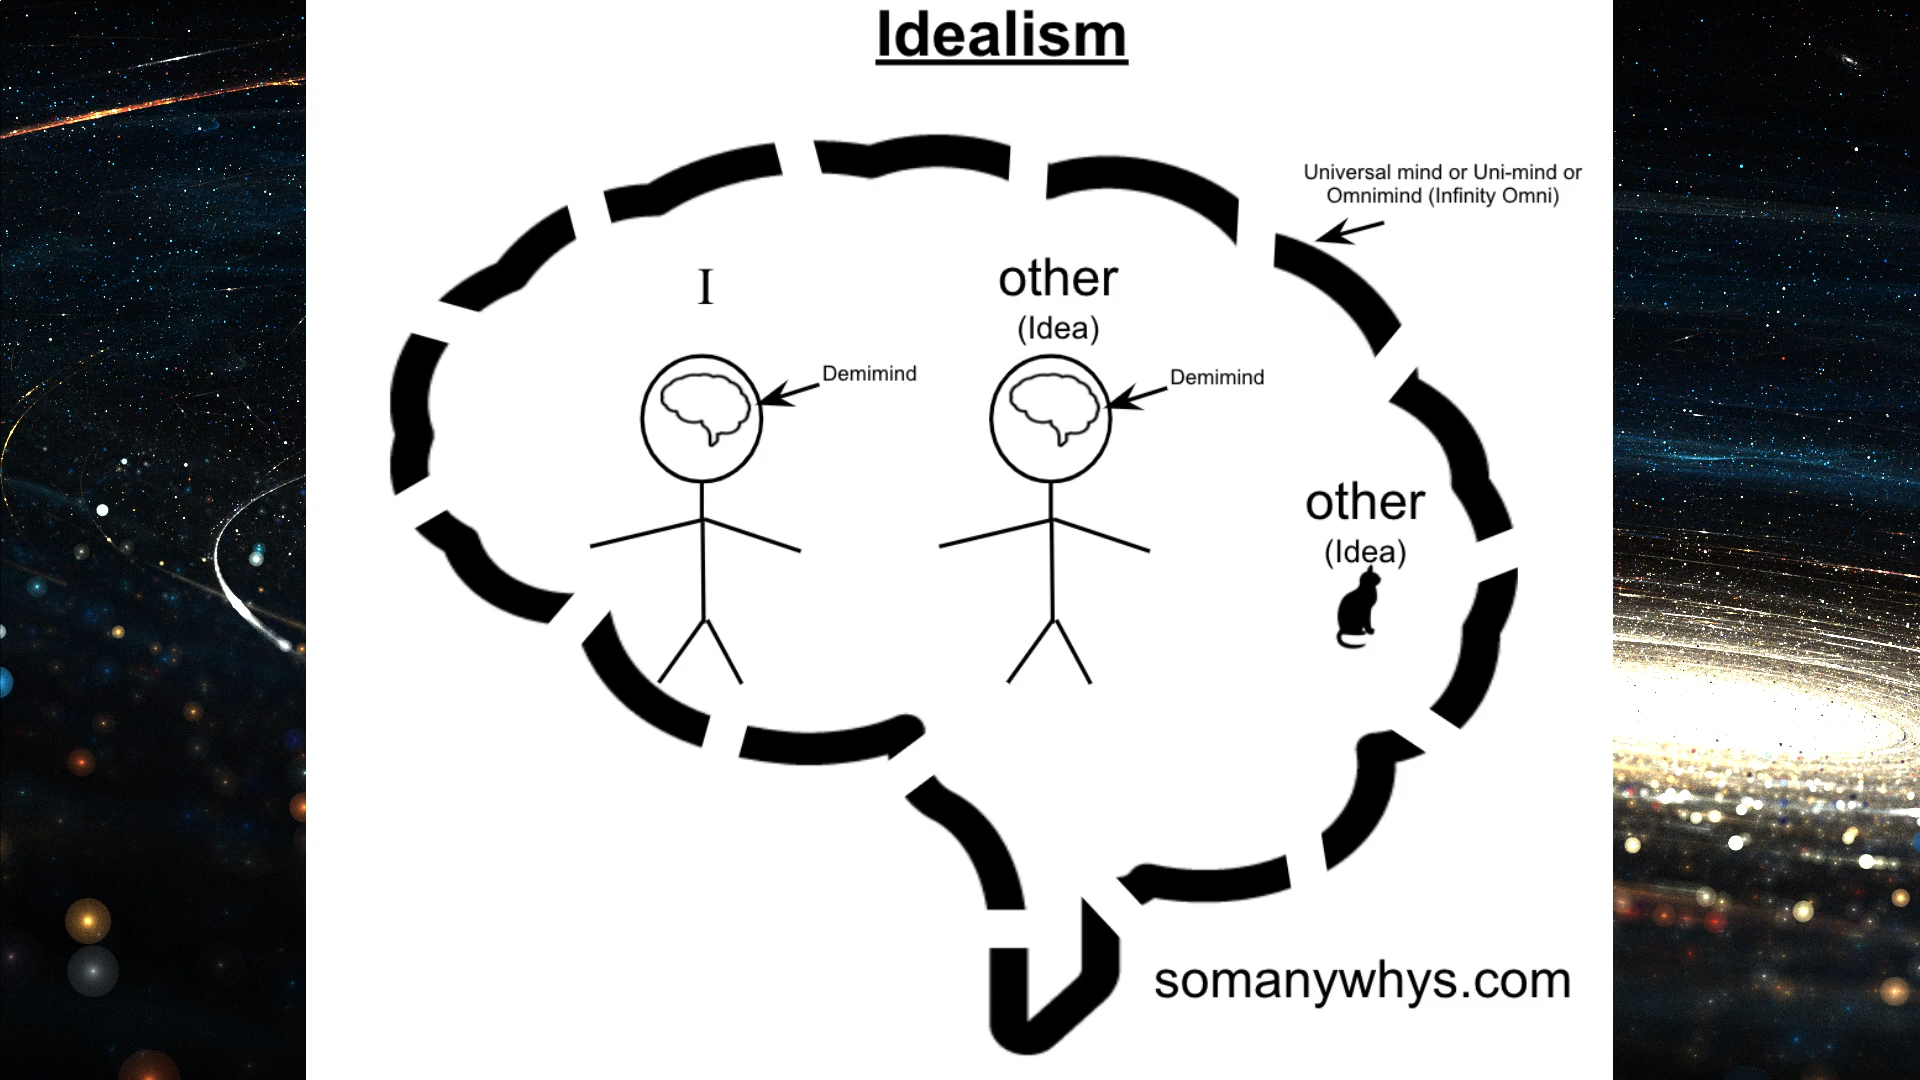 Idealism
Universal mind or Uni-mind or
Omnimind (Infinity Omni)
I
other
(Idea)
Demimind
Demimind
other
(Idea)
somanywhys.com